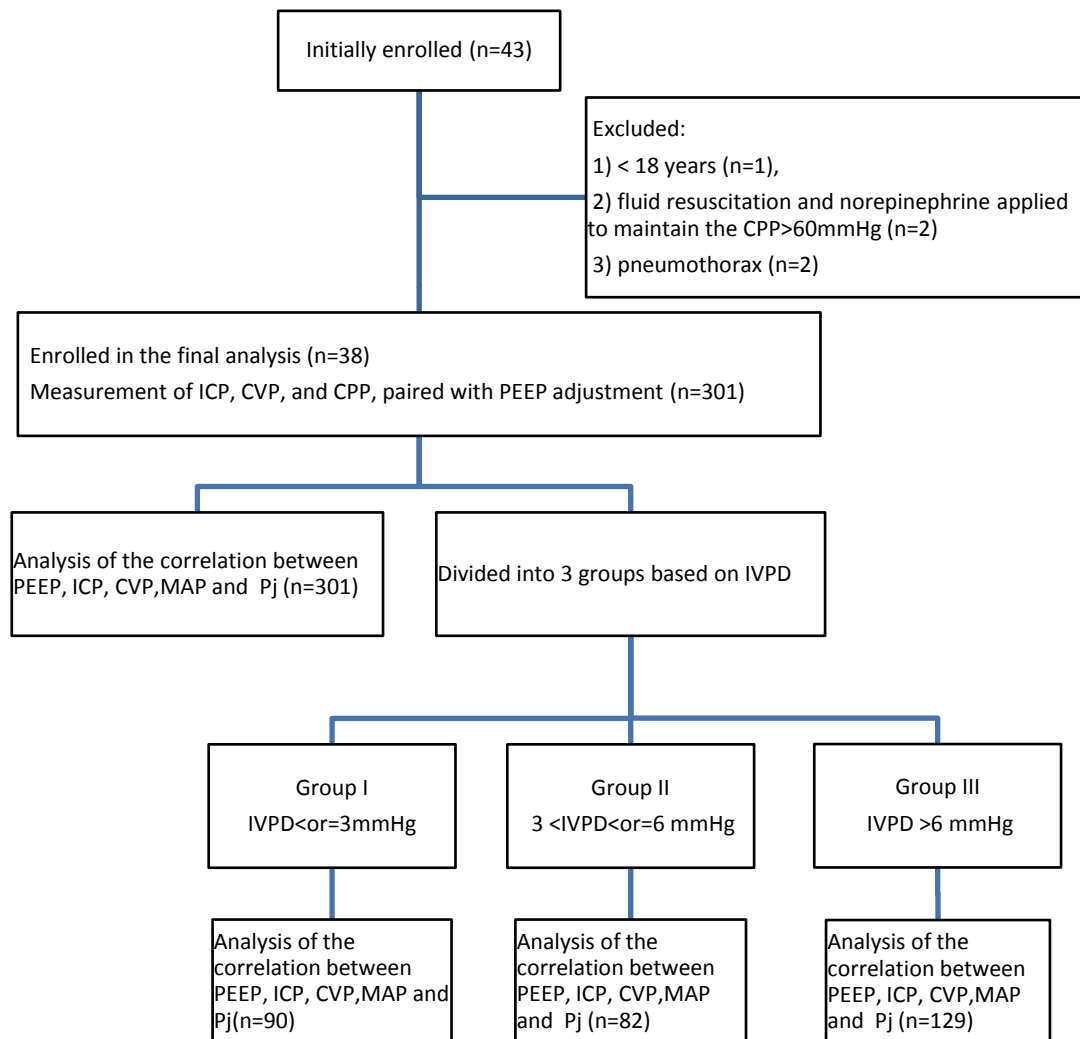 Initially enrolled (n=43)
Excluded:
1) < 18 years (n=1),
2) fluid resuscitation and norepinephrine applied
to maintain the CPP>60mmHg (n=2)
3) pneumothorax (n=2)
Enrolled in the final analysis (n=38)
Measurement of ICP, CVP, and CPP, paired with PEEP adjustment (n=301)
Analysis of the correlation between
PEEP, ICP, CVP,MAP and Pj (n=301)
Divided into 3 groups based on IVPD
Group I
IVPD<or=3mmHg
Group II
3 <IVPD<or=6 mmHg
Group III
IVPD >6 mmHg
Analysis of the
correlation between
PEEP, ICP, CVP,MAP and
Pj(n=90)
Analysis of the
correlation between
PEEP, ICP, CVP,MAP
and Pj (n=82)
Analysis of the
correlation between
PEEP, ICP, CVP,MAP
and Pj (n=129)